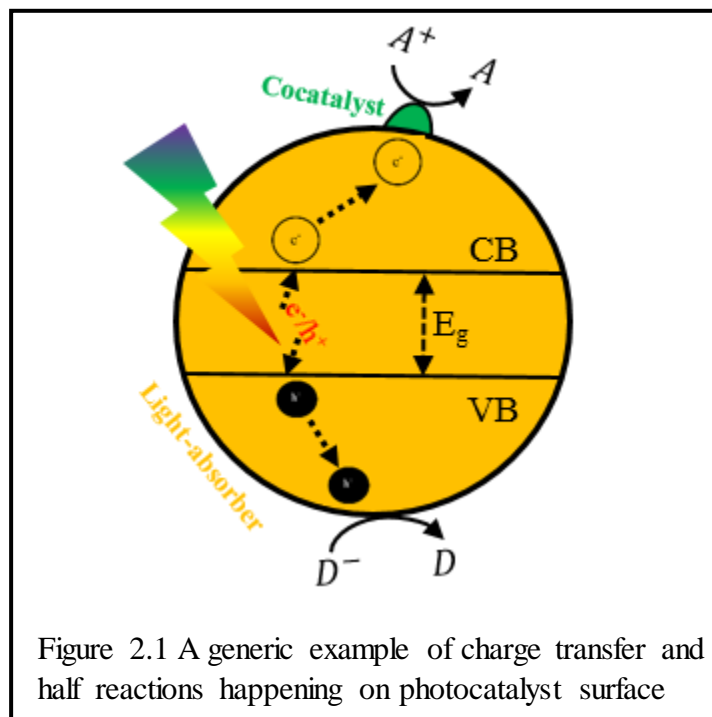 A⁺
A
Cocatalyst
e⁻
e⁻
CB
e⁻/h⁺
E_g
VB
Light-absorber
D⁻
D
Figure 2.1 A generic example of charge transfer and
half reactions happening on photocatalyst surface